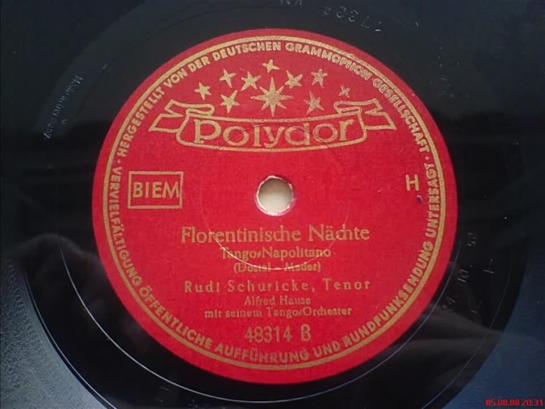 HERGESTELLT VON DER DEUTSCHEN GRAMMOPHON GESELLSCHAFT · VERVIELFÄLTIGUNG ÖFFENTLICHE AUFFÜHRUNG UND RUNDFUNKSENDUNG UNTERSAGT ·
Polydor
BIEM
H
Florentinische Nächte
Tango-Napolitano
(Dostal - Mader)
Rudi Schuricke, Tenor
Alfred Hause
mit seinem Tango-Orchester
48314 B
05.08.08 20:31